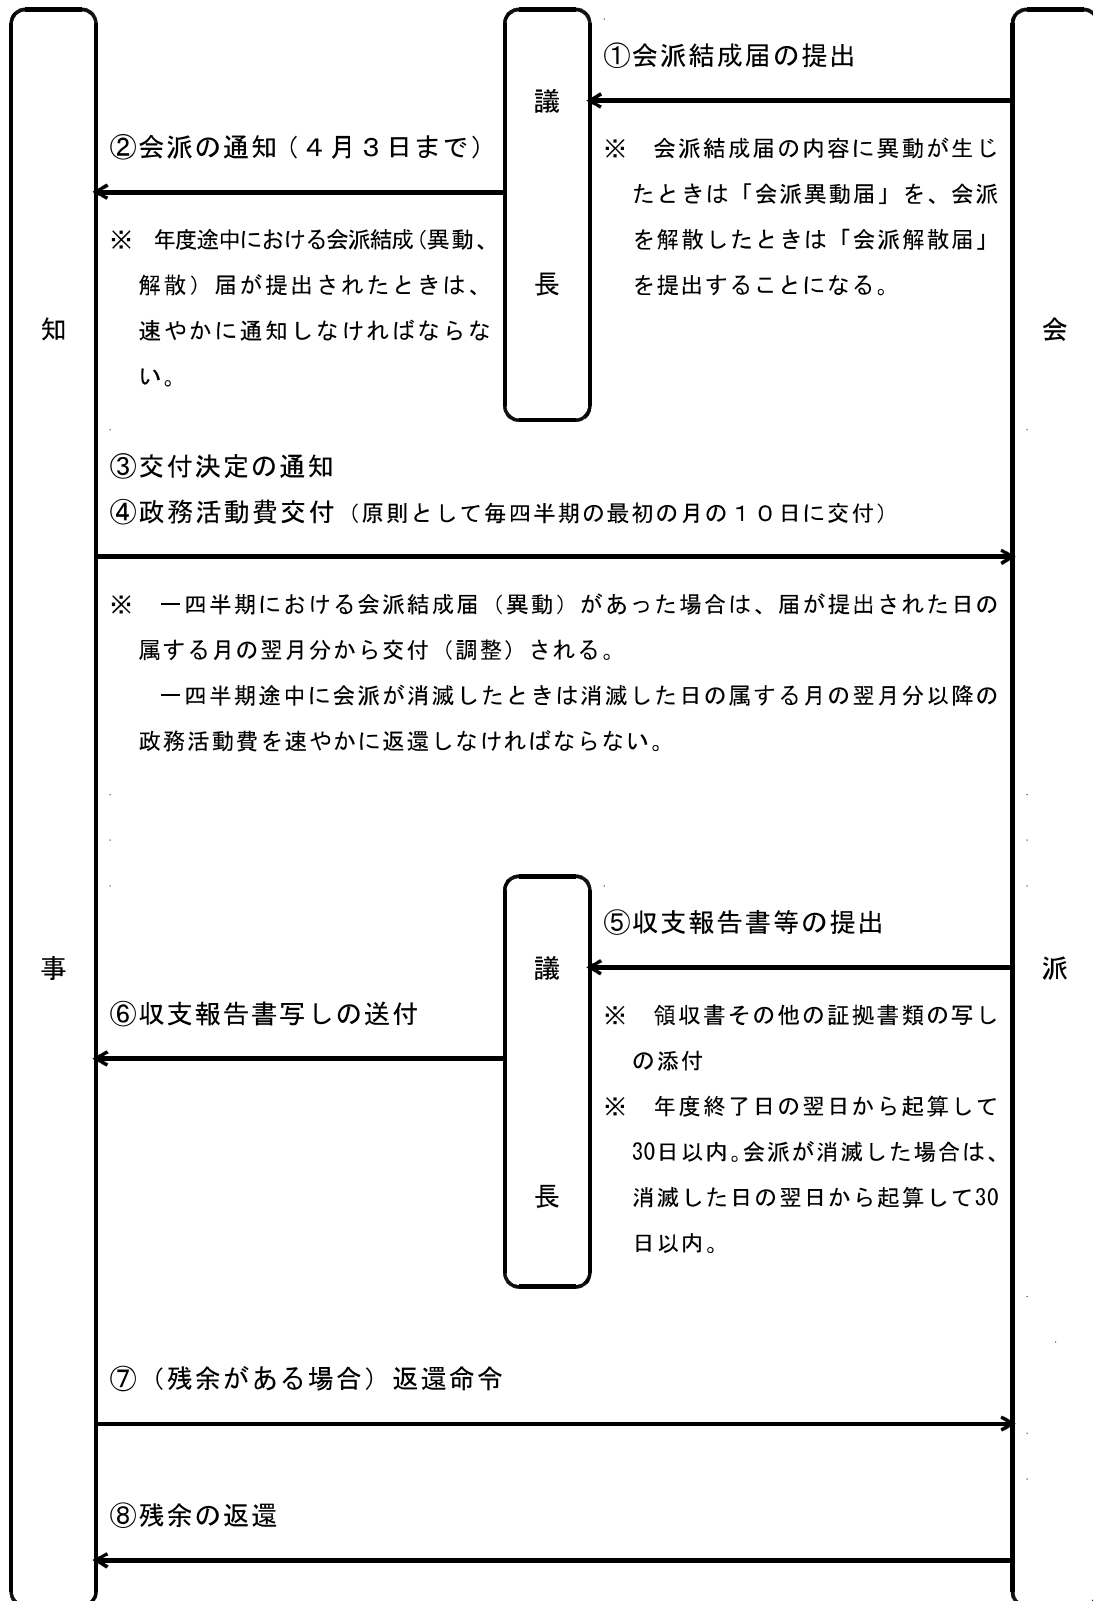 ①会派結成届の提出
議
長
②会派の通知（４月３日まで）
※　会派結成届の内容に異動が生じ
たときは「会派異動届」を、会派
を解散したときは「会派解散届」
を提出することになる。
※　年度途中における会派結成（異動、
解散）届が提出されたときは、
速やかに通知しなければならな
い。
知
事
会
派
③交付決定の通知
④政務活動費交付（原則として毎四半期の最初の月の１０日に交付）
※　一四半期における会派結成届（異動）があった場合は、届が提出された日の
属する月の翌月分から交付（調整）される。
一四半期途中に会派が消滅したときは消滅した日の属する月の翌月分以降の
政務活動費を速やかに返還しなければならない。
⑤収支報告書等の提出
議
長
⑥収支報告書写しの送付
※　領収書その他の証拠書類の写し
の添付
※　年度終了日の翌日から起算して
30日以内。会派が消滅した場合は、
消滅した日の翌日から起算して30
日以内。
⑦（残余がある場合）返還命令
⑧残余の返還